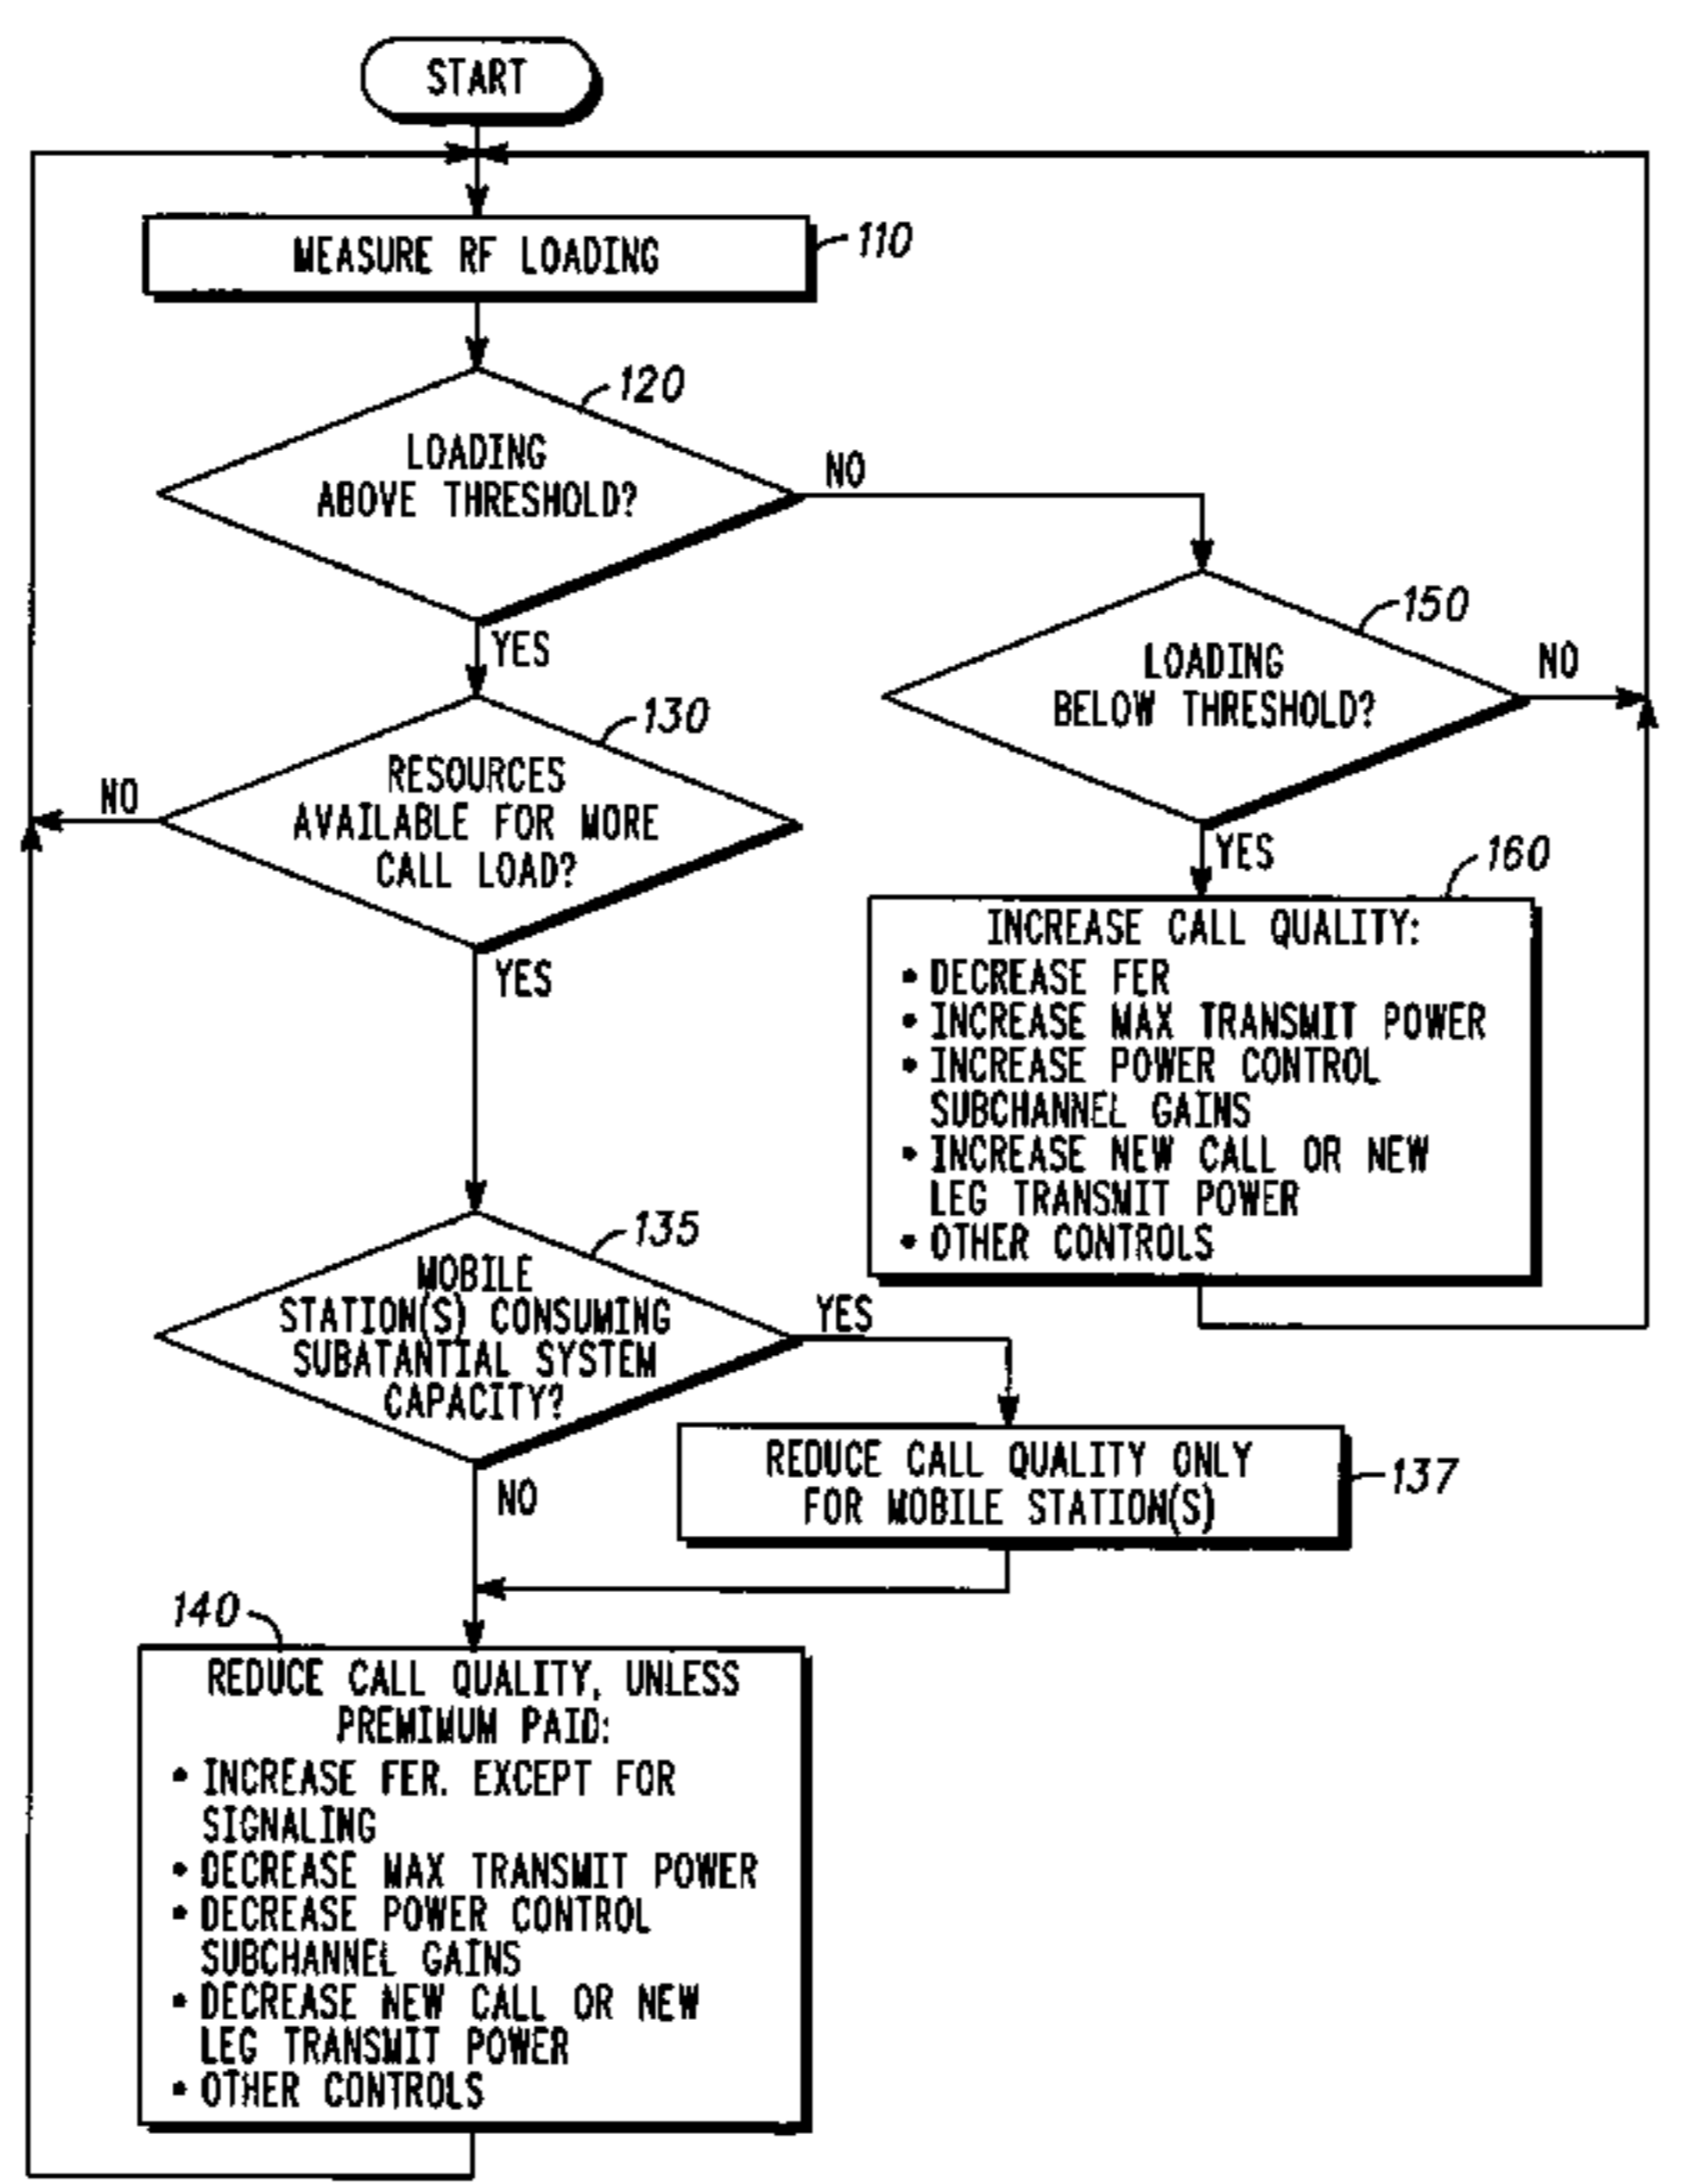 START
MEASURE RF LOADING
110
120
LOADING
ABOVE THRESHOLD?
NO
YES
150
LOADING
BELOW THRESHOLD?
NO
YES
130
RESOURCES
AVAILABLE FOR MORE
CALL LOAD?
NO
YES
160
INCREASE CALL QUALITY:
• DECREASE FER
• INCREASE MAX TRANSMIT POWER
• INCREASE POWER CONTROL
SUBCHANNEL GAINS
• INCREASE NEW CALL OR NEW
LEG TRANSMIT POWER
• OTHER CONTROLS
135
MOBILE
STATION(S) CONSUMING
SUBATANTIAL SYSTEM
CAPACITY?
YES
NO
REDUCE CALL QUALITY ONLY
FOR MOBILE STATION(S)
137
140
REDUCE CALL QUALITY, UNLESS
PREMIMUM PAID:
• INCREASE FER. EXCEPT FOR
SIGNALING
• DECREASE MAX TRANSMIT POWER
• DECREASE POWER CONTROL
SUBCHANNEL GAINS
• DECREASE NEW CALL OR NEW
LEG TRANSMIT POWER
• OTHER CONTROLS